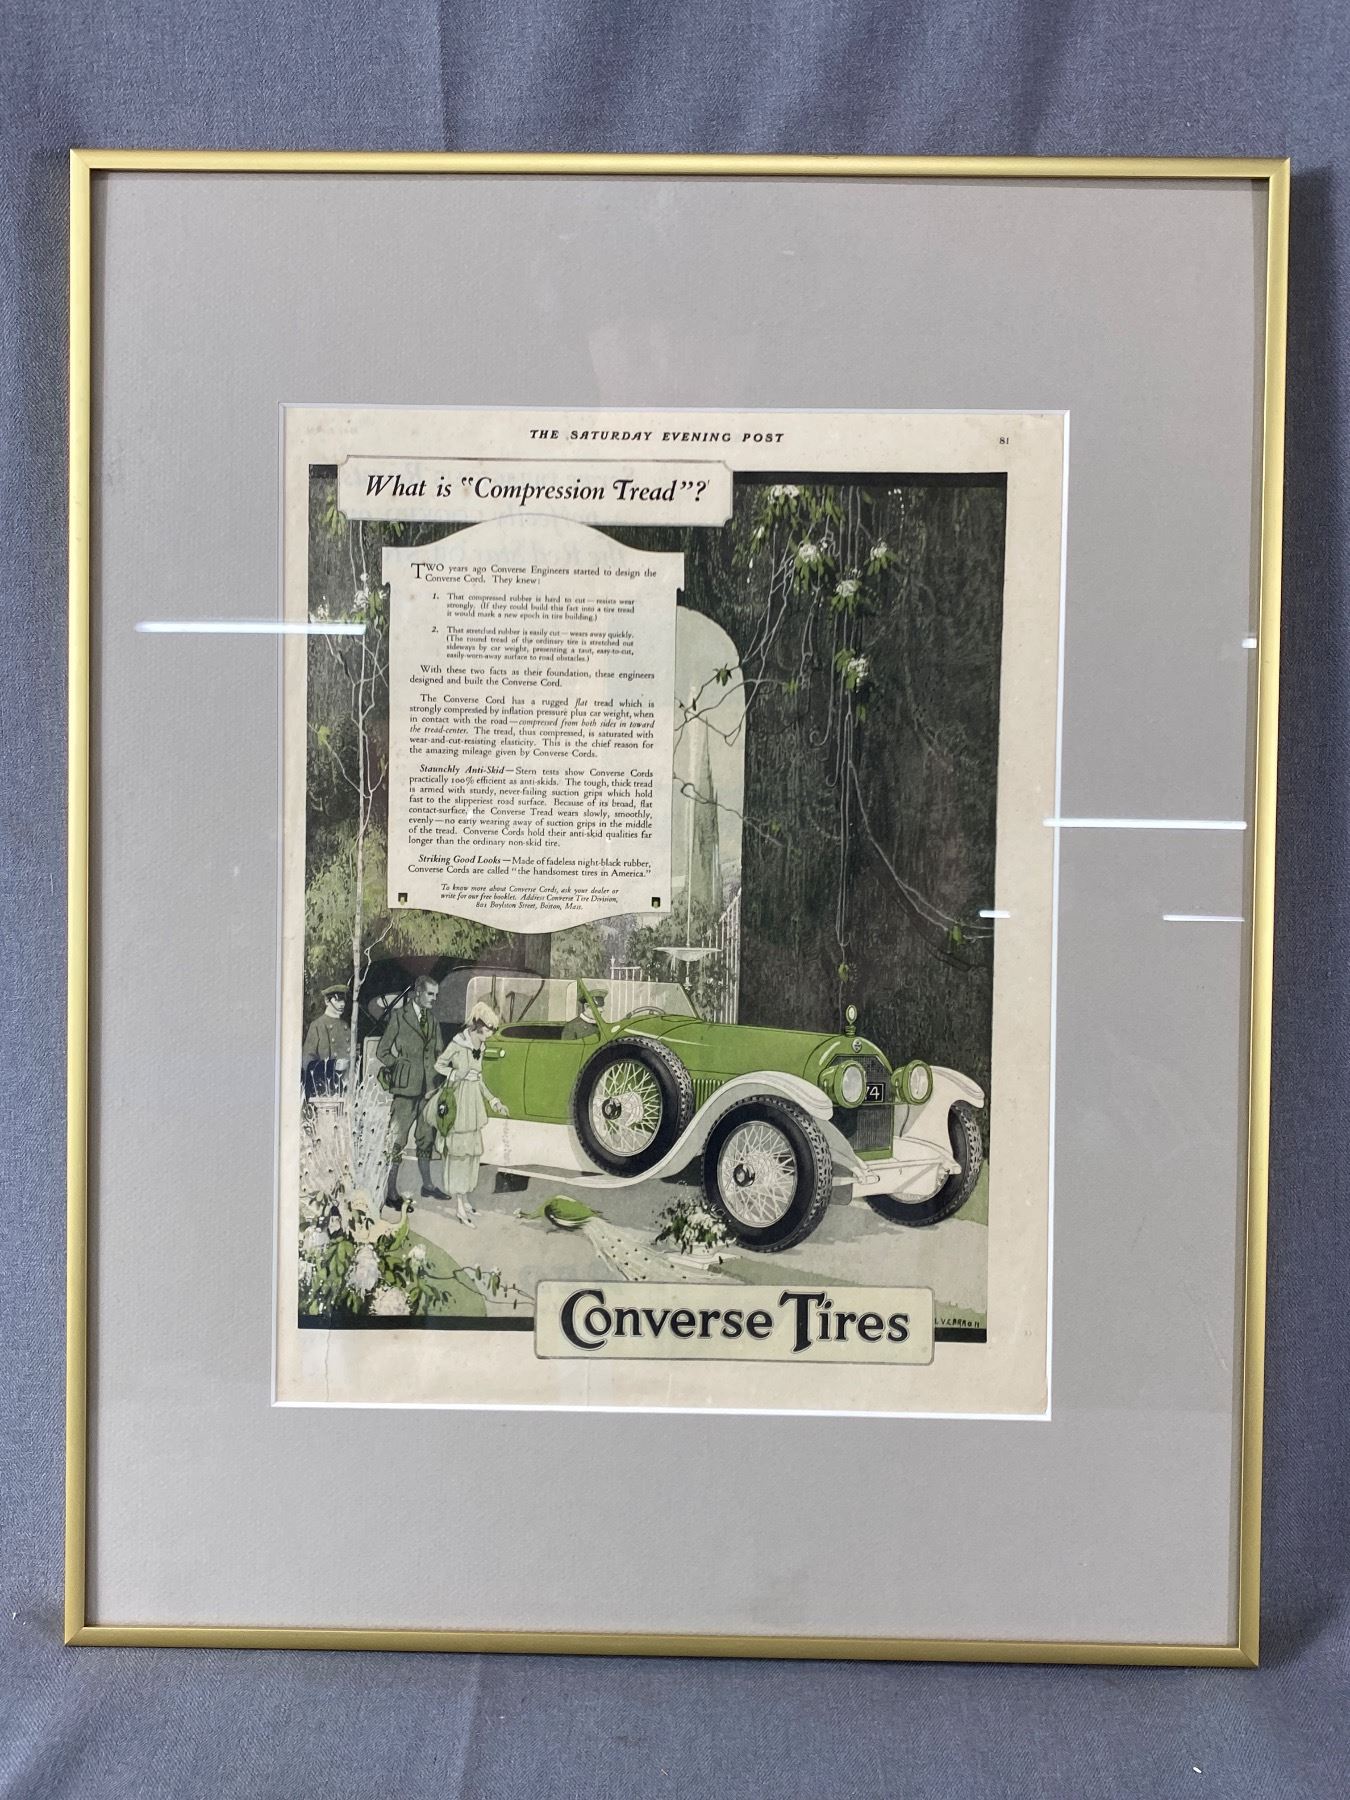 THE SATURDAY EVENING POST
81
What is "Compression Tread"?
TWO years ago Converse Engineers started to design the
Converse Cord. They knew:
1. That compressed rubber is hard to cut—resists wear
strongly. (If they could build this fact into a tire tread
it would mark a new epoch in tire building.)
2. That stretched rubber is easily cut—wears away quickly.
(The round tread of the ordinary tire is stretched out
sideways by car weight, presenting a taut, easy-to-cut,
easily-worn-away surface to road obstacles.)
With these two facts as their foundation, these engineers
designed and built the Converse Cord.
The Converse Cord has a rugged flat tread which is
strongly compressed by inflation pressure plus car weight, when
in contact with the road—compressed from both sides in toward
the tread-center. The tread, thus compressed, is saturated with
wear-and-cut-resisting elasticity. This is the chief reason for
the amazing mileage given by Converse Cords.
Staunchly Anti-Skid—Stern tests show Converse Cords
practically 100% efficient as anti-skids. The tough, thick tread
is armed with sturdy, never-failing suction grips which hold
fast to the slipperiest road surface. Because of its broad, flat
contact-surface, the Converse Tread wears slowly, smoothly,
evenly—no early wearing away of suction grips in the middle
of the tread. Converse Cords hold their anti-skid qualities far
longer than the ordinary non-skid tire.
Striking Good Looks—Made of fadeless night-black rubber,
Converse Cords are called "the handsomest tires in America."
To know more about Converse Cords, ask your dealer or
write for our free booklet. Address Converse Tire Division,
801 Boylston Street, Boston, Mass.
74
Converse Tires
L.V.CARROLL